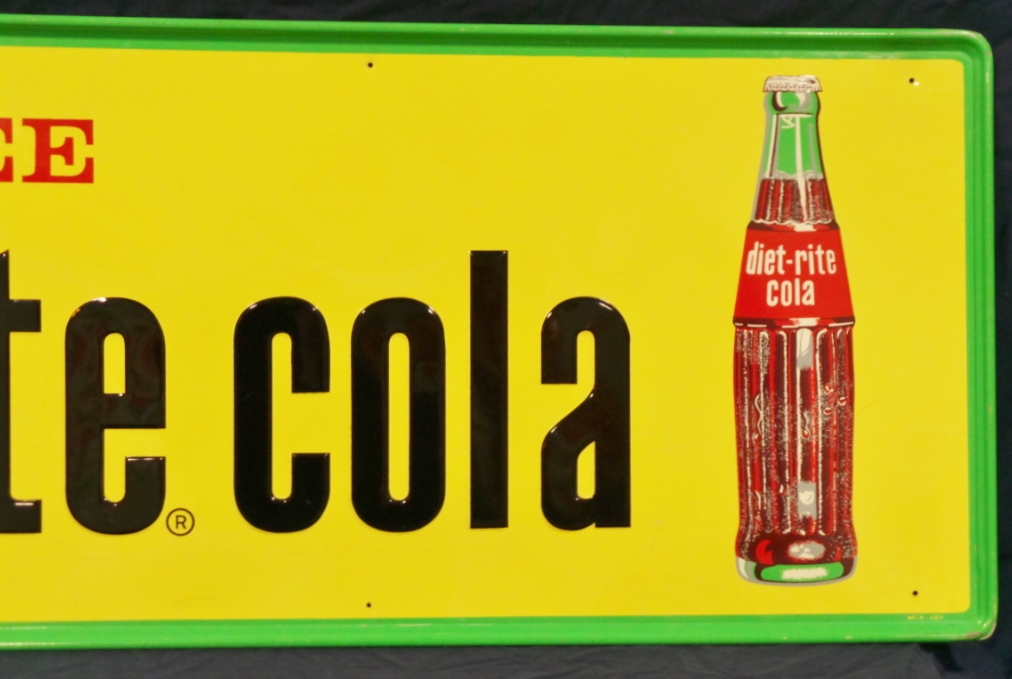 CE
te® cola
diet-rite
cola